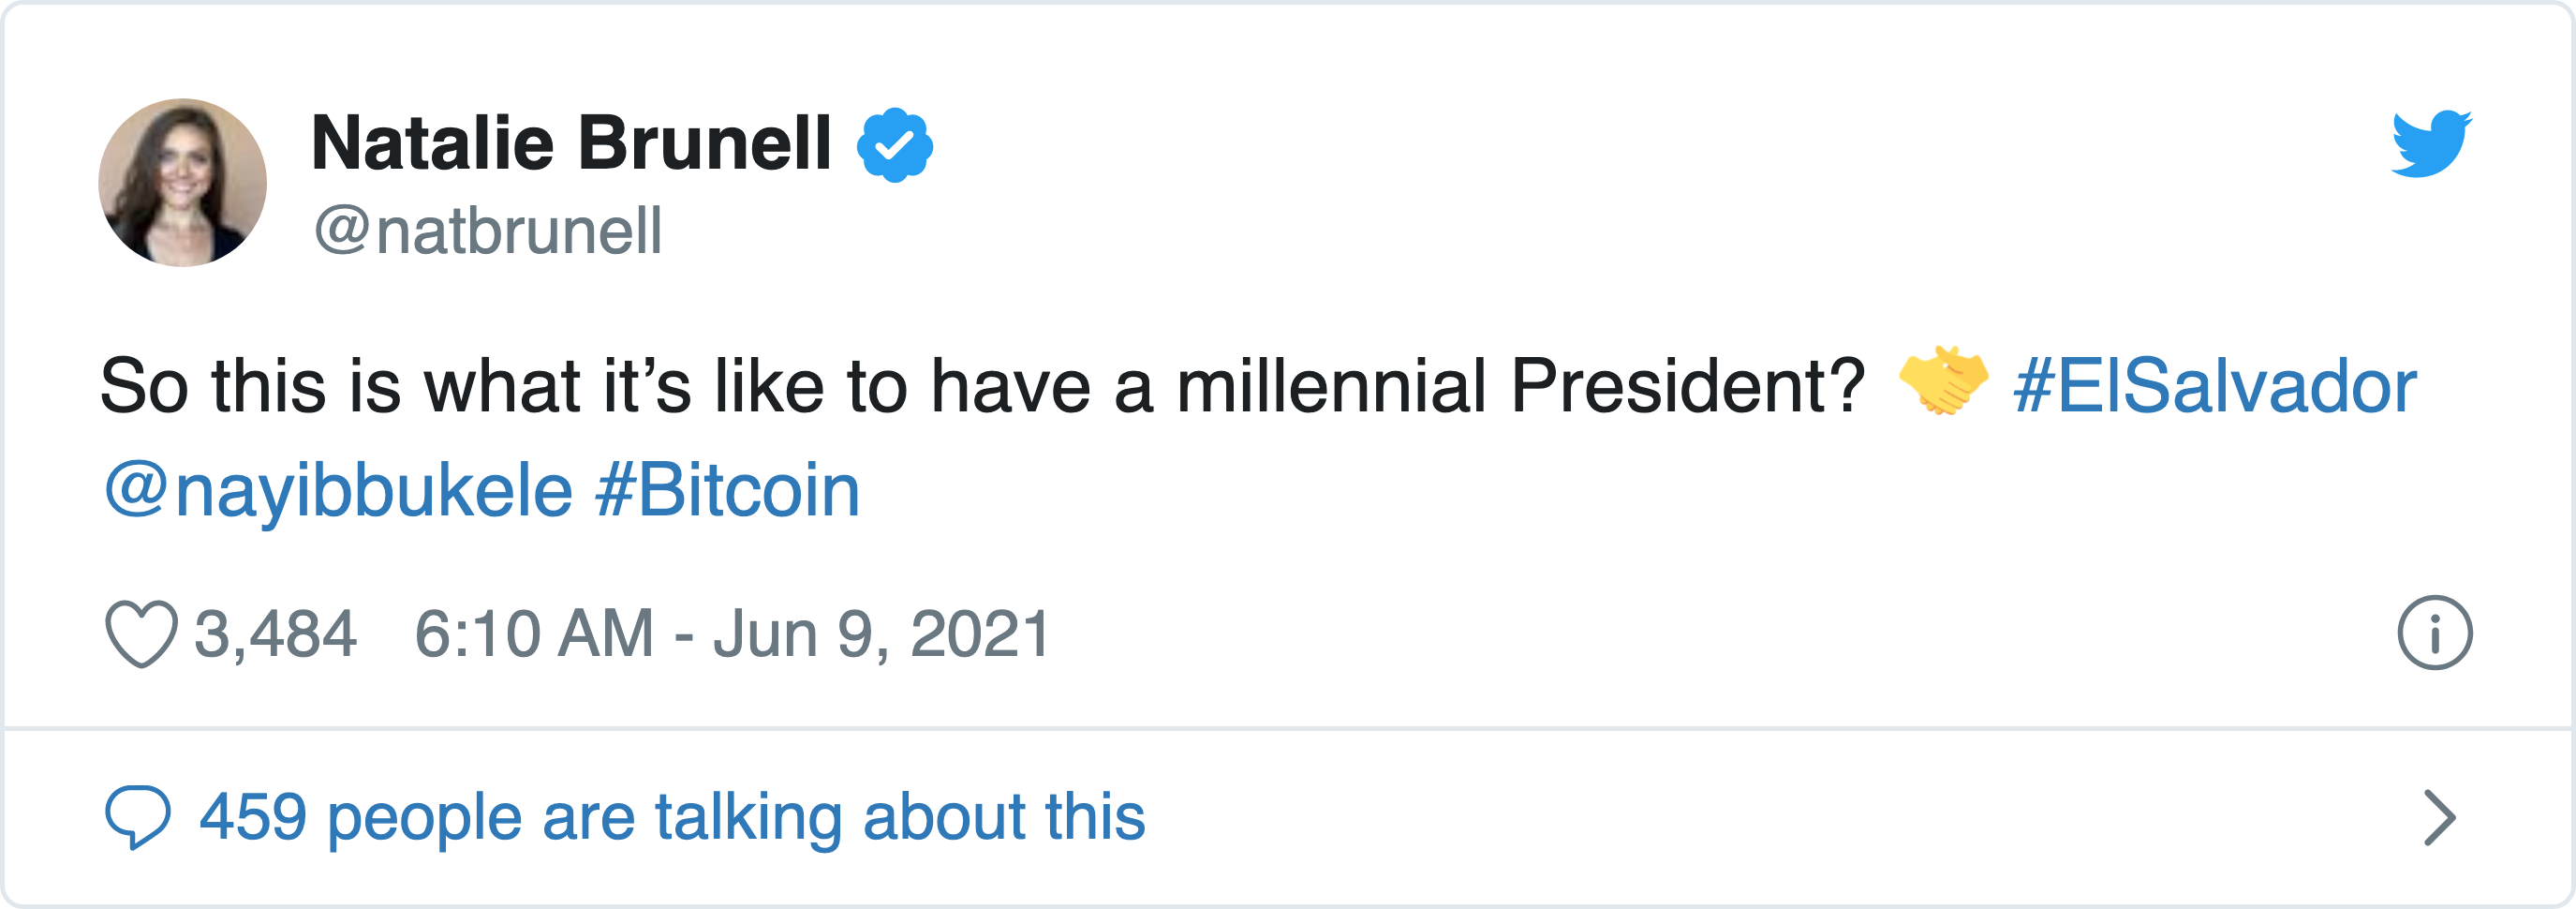 Natalie Brunell
@natbrunell
So this is what it’s like to have a millennial President? 🤝 #ElSalvador
@nayibbukele #Bitcoin
3,484 6:10 AM - Jun 9, 2021
459 people are talking about this